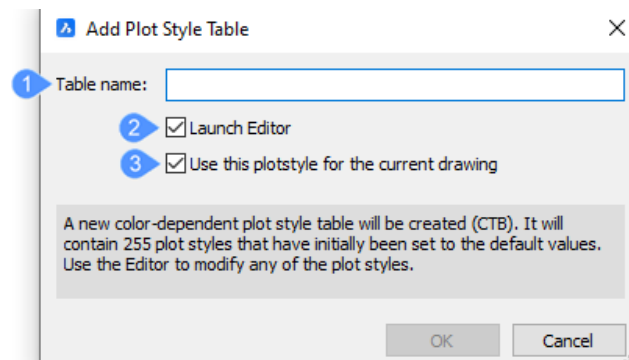 Add Plot Style Table
1 Table name:
2 Launch Editor
3 Use this plotstyle for the current drawing
A new color-dependent plot style table will be created (CTB). It will
contain 255 plot styles that have initially been set to the default values.
Use the Editor to modify any of the plot styles.
OK Cancel